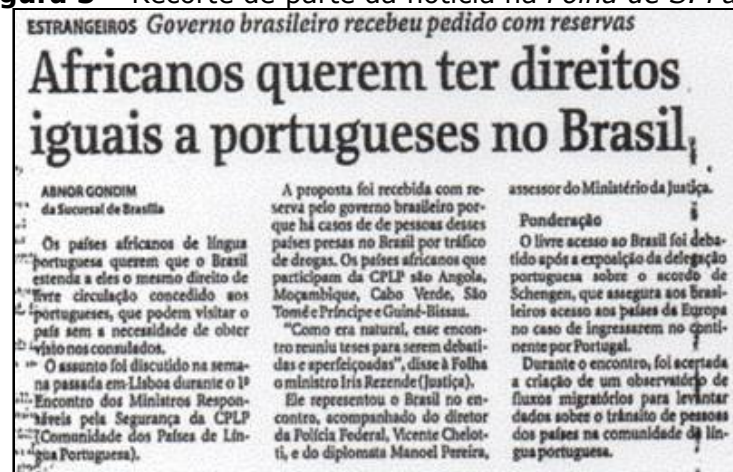 gura 3 – Recorte de parte da notícia na Folha de S. Pa
ESTRANGEIROS Governo brasileiro recebeu pedido com reservas
Africanos querem ter direitos
iguais a portugueses no Brasil
ABNOR GONDIM
da Sucursal de Brasília
Os países africanos de língua
portuguesa querem que o Brasil
estenda a eles o mesmo direito de
livre circulação concedido aos
portugueses, que podem visitar o
país sem a necessidade de obter
visto nos consulados.
O assunto foi discutido na sema-
na passada em Lisboa durante o 1º
Encontro dos Ministros Respon-
sáveis pela Segurança da CPLP
(Comunidade dos Países de Lín-
gua Portuguesa).
A proposta foi recebida com re-
serva pelo governo brasileiro por-
que há casos de de pessoas desses
países presas no Brasil por tráfico
de drogas. Os países africanos que
participam da CPLP são Angola,
Moçambique, Cabo Verde, São
Tomé e Príncipe e Guiné-Bissau.
"Como era natural, esse encon-
tro reuniu teses para serem debati-
das e aperfeiçoadas", disse à Folha
o ministro Iris Rezende (Justiça).
Ele representou o Brasil no en-
contro, acompanhado do diretor
da Polícia Federal, Vicente Chelot-
ti, e do diplomata Manoel Pereira,
assessor do Ministério da Justiça.
Ponderação
O livre acesso ao Brasil foi deba-
tido após a exposição da delegação
portuguesa sobre o acordo de
Schengen, que assegura aos Brasi-
leiros acesso aos países da Europa
no caso de ingressarem no conti-
nente por Portugal.
Durante o encontro, foi acertada
a criação de um observatório de
fluxos migratórios para levantar
dados sobre o trânsito de pessoas
dos países na comunidade da lín-
gua portuguesa.